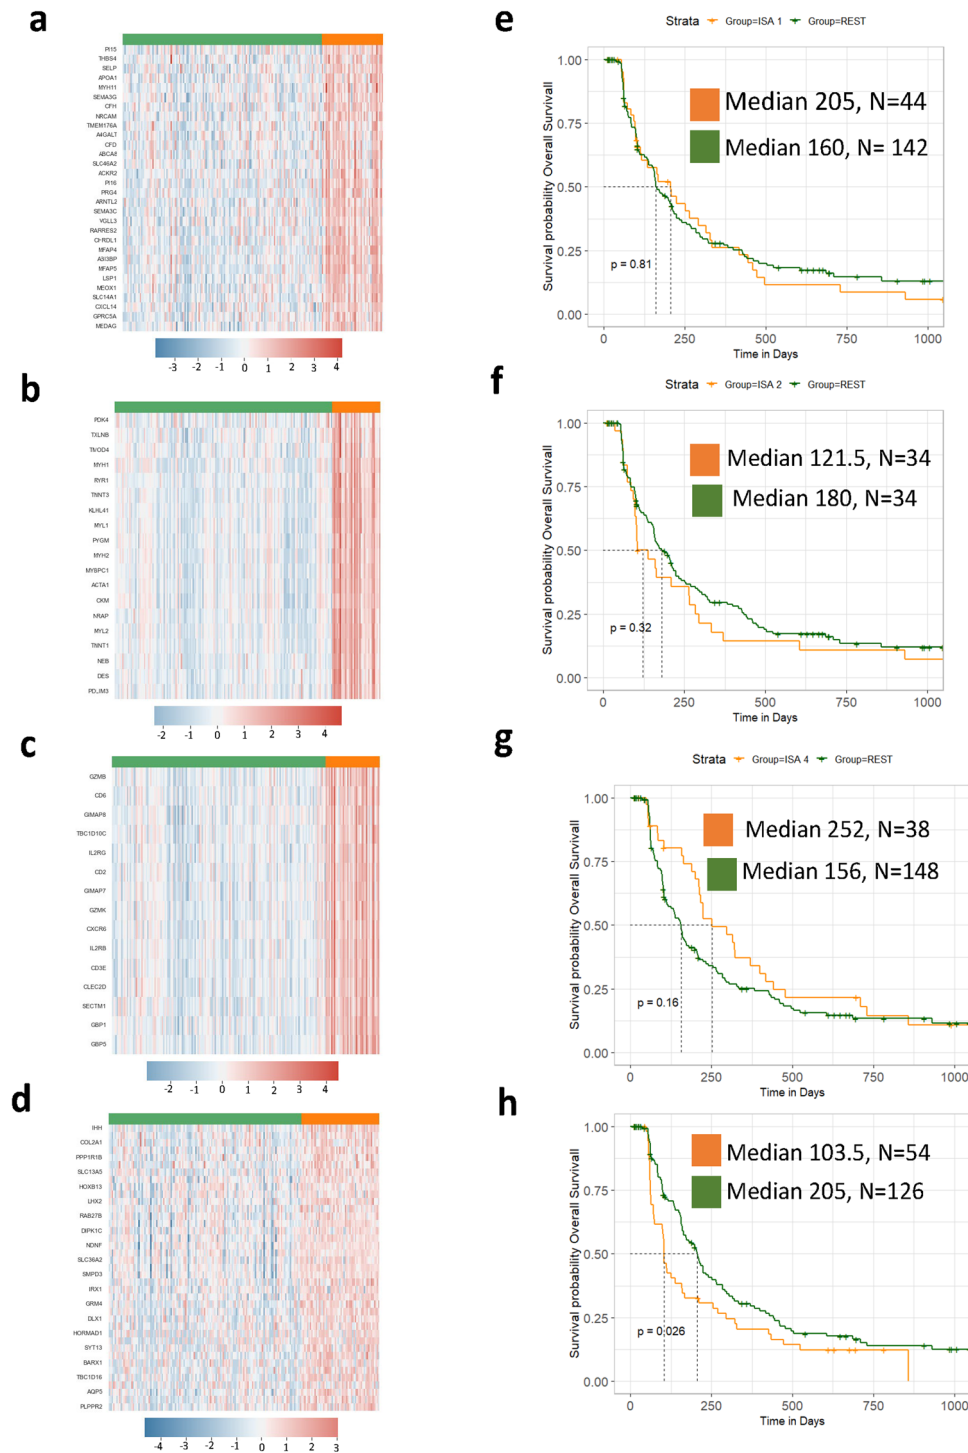 a
PI15
THBS4
SELP
APOA1
MYH11
SEMA3G
CFH
NRCAM
TMEM176A
A4GALT
CFD
ABCA8
SLC46A2
ACKR2
PI16
PRG4
ARNTL2
SEMA3C
VGLL3
RARRES2
CHRDL1
MFAP4
MFAP5
LSP1
MEOX1
SLC14A1
CXCL14
GPRC5A
MEDAG
-3 -2 -1 0 1 2 3 4
e
Strata Group=ISA 1 Group=REST
Survival probability Overall Survivall
1.00
0.75
0.50
0.25
0.00
Median 205, N=44
Median 160, N= 142
p = 0.81
0 250 500 750 1000
Time in Days
b
PDK4
TXLNB
TMOD4
MYH1
RYR1
TNNT3
KLHL41
MYL1
PYGM
MYH2
MYBPC1
ACTA1
CKM
NRAP
MYL2
TNNT1
NEB
DES
PDLIM3
-2 -1 0 1 2 3 4
f
Strata Group=ISA 2 Group=REST
Survival probability Overall Survivall
1.00
0.75
0.50
0.25
0.00
Median 121.5, N=34
Median 180, N=34
p = 0.32
0 250 500 750 1000
Time in Days
c
GZMB
CD6
GIMAP8
TBC1D10C
IL2RG
CD2
GIMAP7
GZMK
CXCR6
IL2RB
CD3E
CLEC2D
SECTM1
GBP1
GBP5
-2 -1 0 1 2 3 4
g
Strata Group=ISA 4 Group=REST
Survival probability Overall Survivall
1.00
0.75
0.50
0.25
0.00
Median 252, N=38
Median 156, N=148
p = 0.16
0 250 500 750 1000
Time in Days
d
IHH
COL2A1
PPP1R1B
SLC13A5
HOXB13
LHX2
RAB27B
DIPK1C
NDNF
SLC36A2
SMPD3
IRX1
GRM4
DLX1
HORMAD1
SYT13
BARX1
TBC1D16
AQP5
PLPPR2
-4 -3 -2 -1 0 1 2 3
h
Survival probability Overall Survivall
1.00
0.75
0.50
0.25
0.00
Median 103.5, N=54
Median 205, N=126
p = 0.026
0 250 500 750 1000
Time in Days